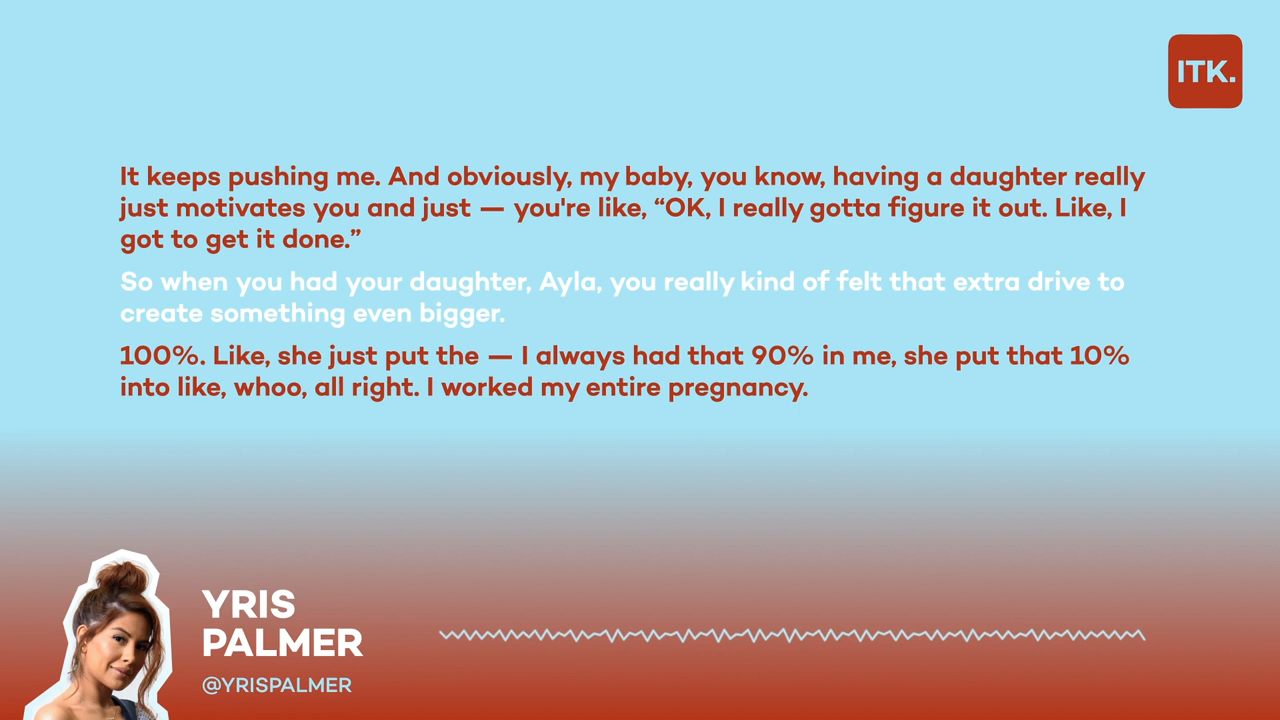 ITK.
It keeps pushing me. And obviously, my baby, you know, having a daughter really
just motivates you and just — you're like, “OK, I really gotta figure it out. Like, I
got to get it done.”
So when you had your daughter, Ayla, you really kind of felt that extra drive to
create something even bigger.
100%. Like, she just put the — I always had that 90% in me, she put that 10%
into like, whoo, all right. I worked my entire pregnancy.
YRIS
PALMER
@YRISPALMER